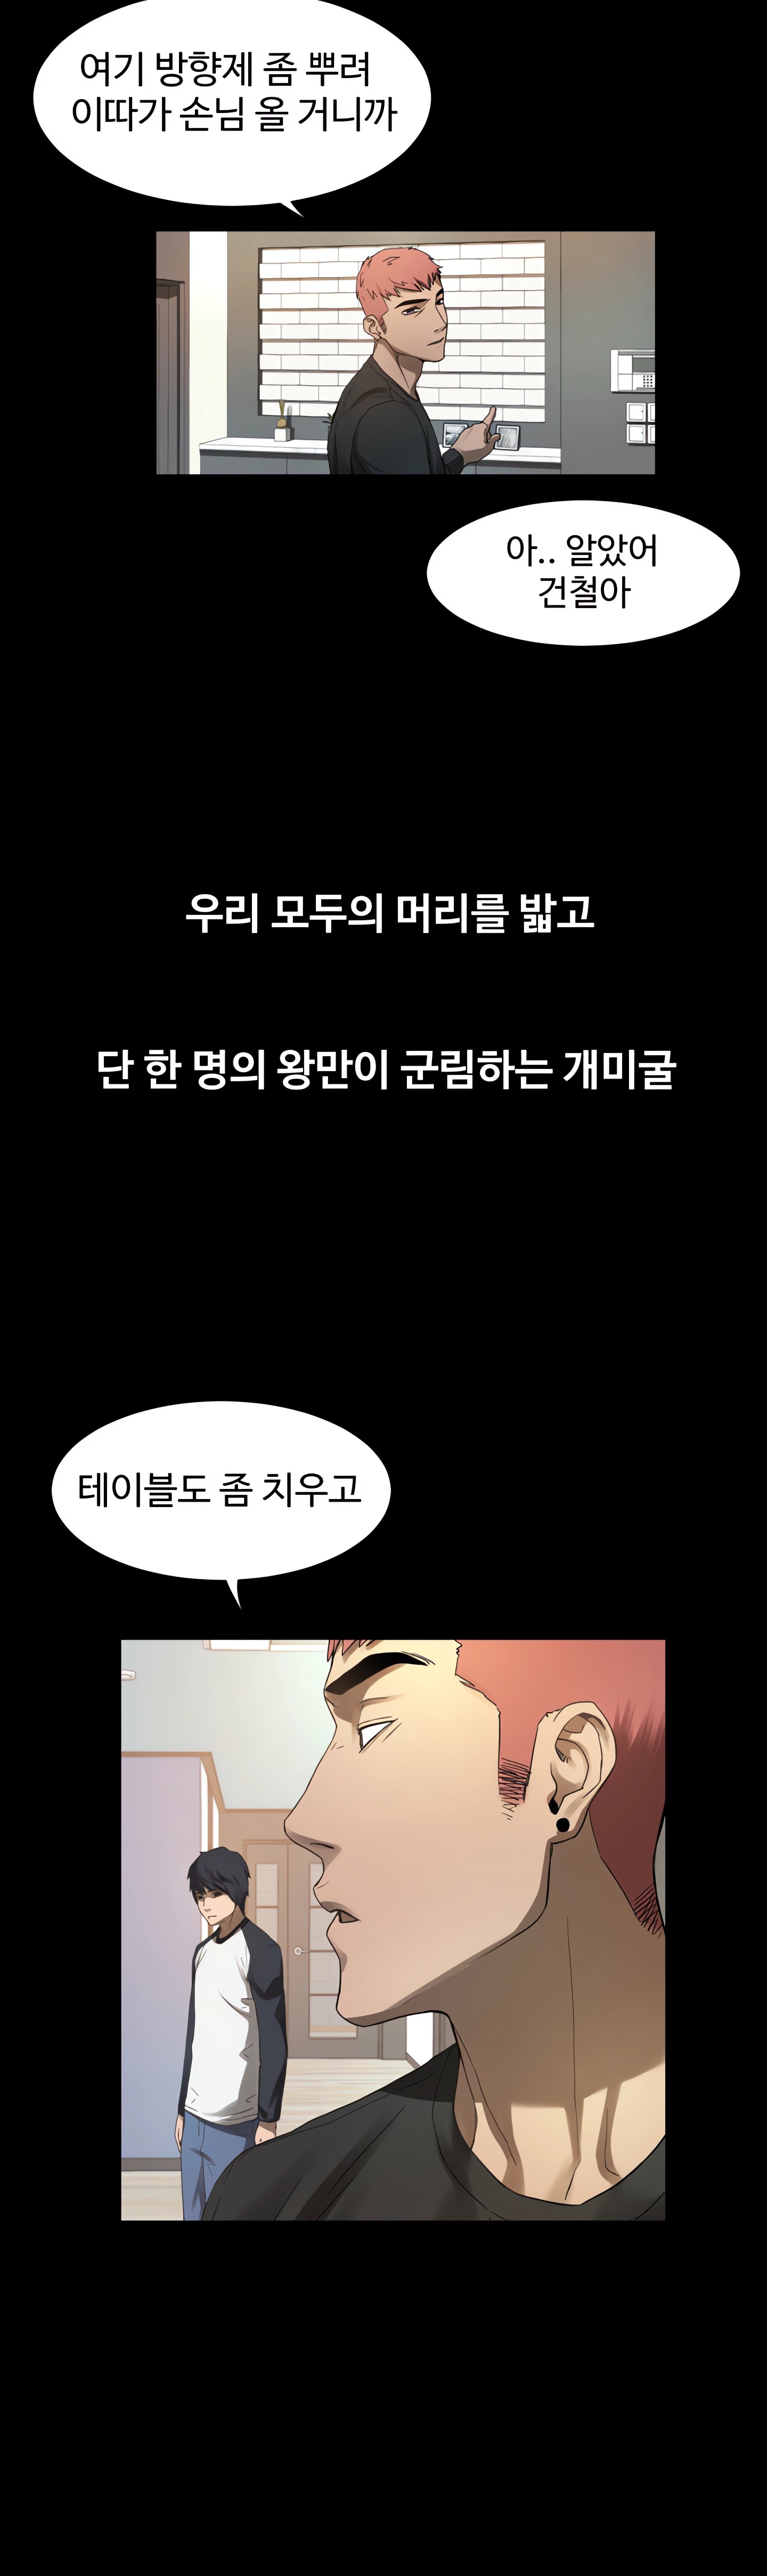 여기 방향제 좀 뿌려
이따가 손님 올 거니까
아.. 알았어
건철아
우리 모두의 머리를 밟고
단 한 명의 왕만이 군림하는 개미굴
테이블도 좀 치우고